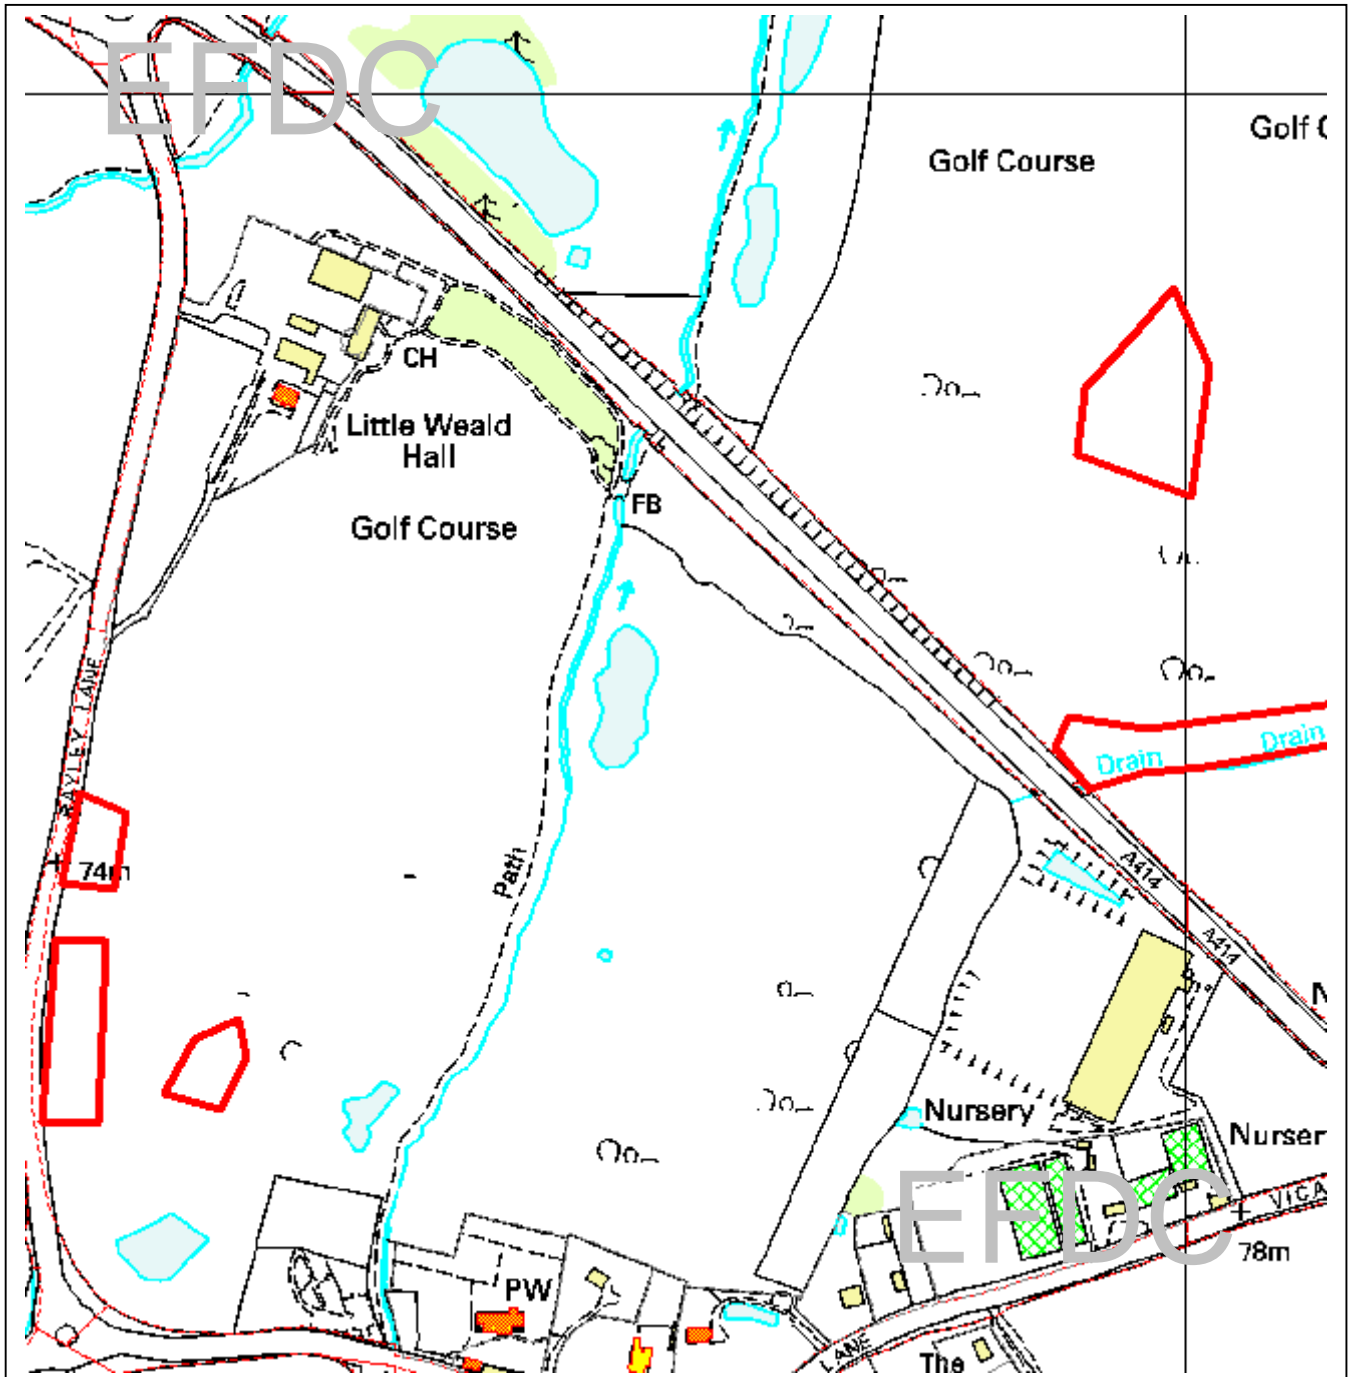 EFDC
Golf C
Golf Course
CH
Little Weald
Hall
FB
Golf Course
RAYLEY LANE
Drain
Drain
74m
Path
A414
A414
N
Nursery
Nurser
EFDC
VICA
78m
PW
LANE
The